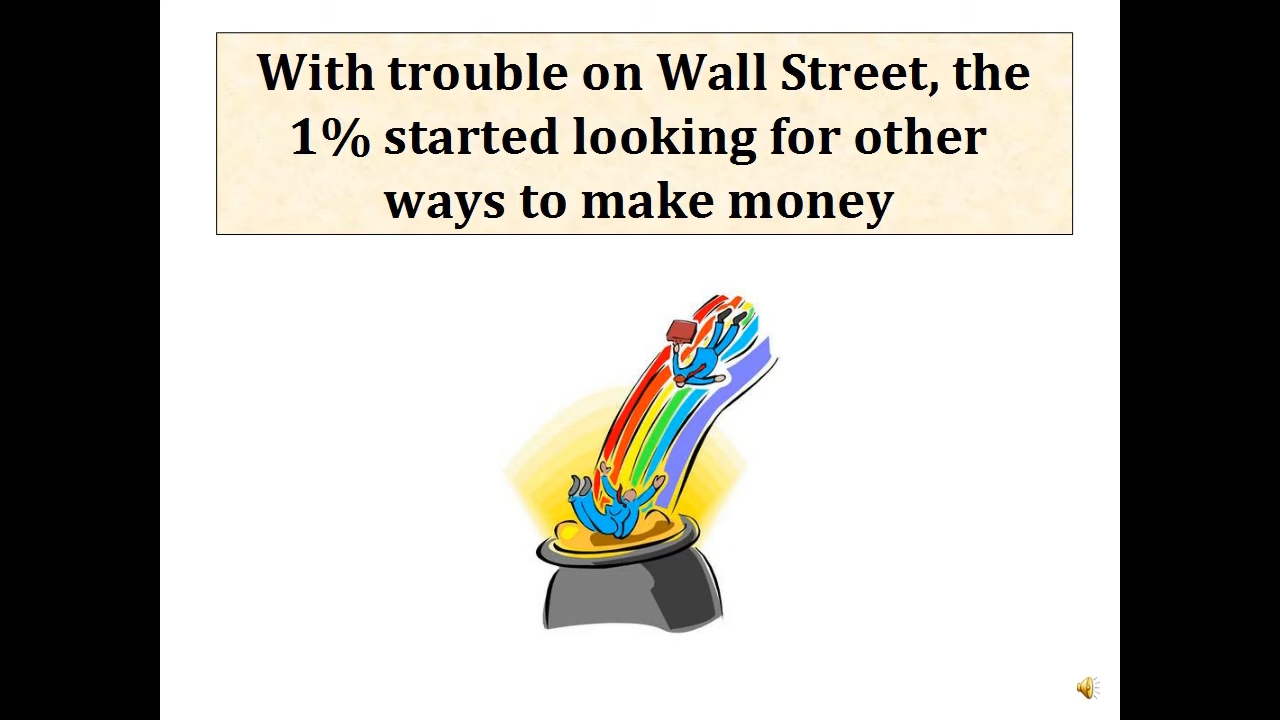 With trouble on Wall Street, the
1% started looking for other
ways to make money